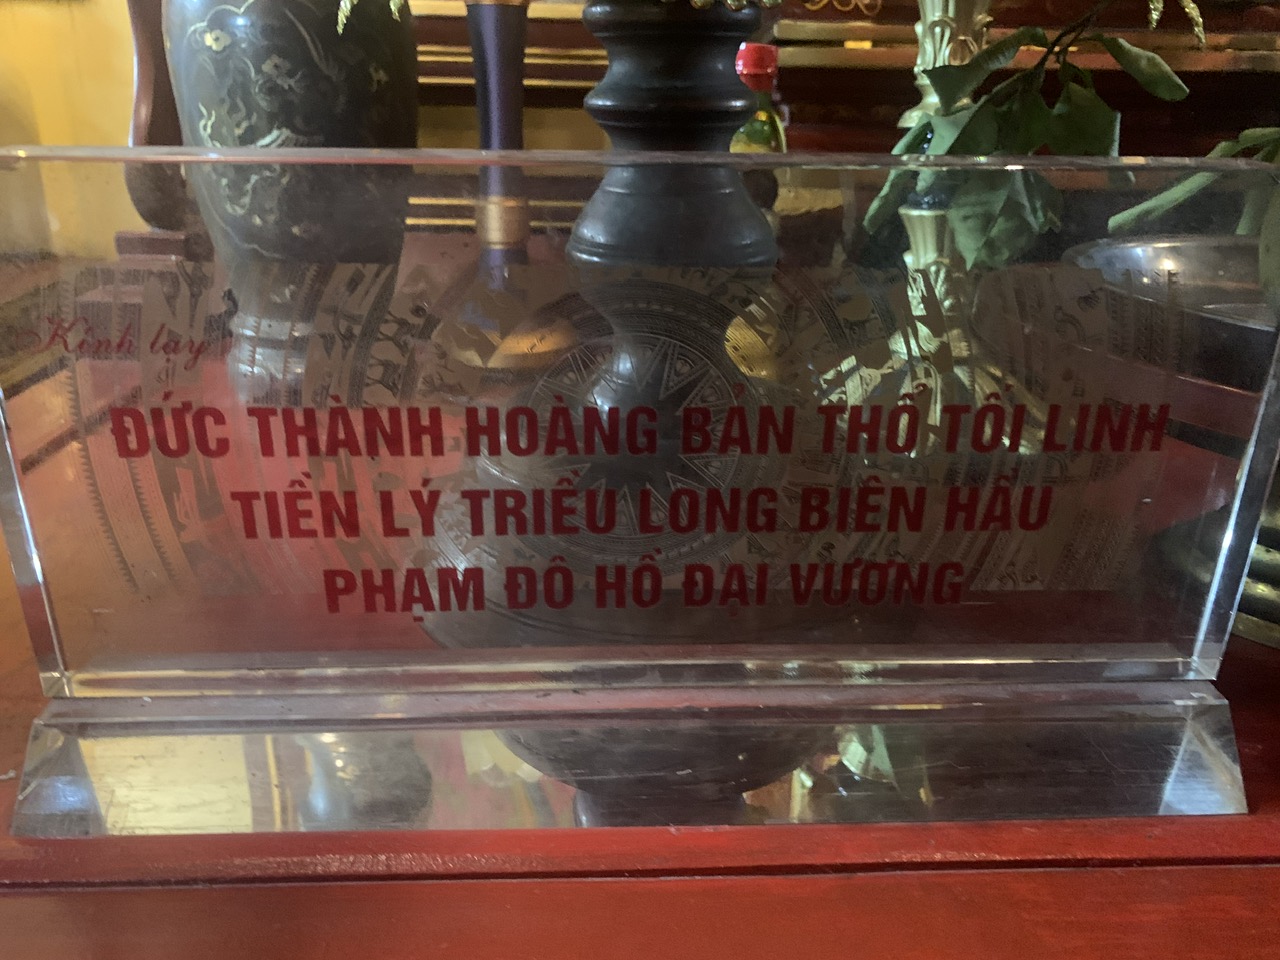 Kính lạy
ĐỨC THÀNH HOÀNG BẢN THỔ TỐI LINH
TIỀN LÝ TRIỀU LONG BIÊN HẦU
PHẠM ĐÔ HỒ ĐẠI VƯƠNG